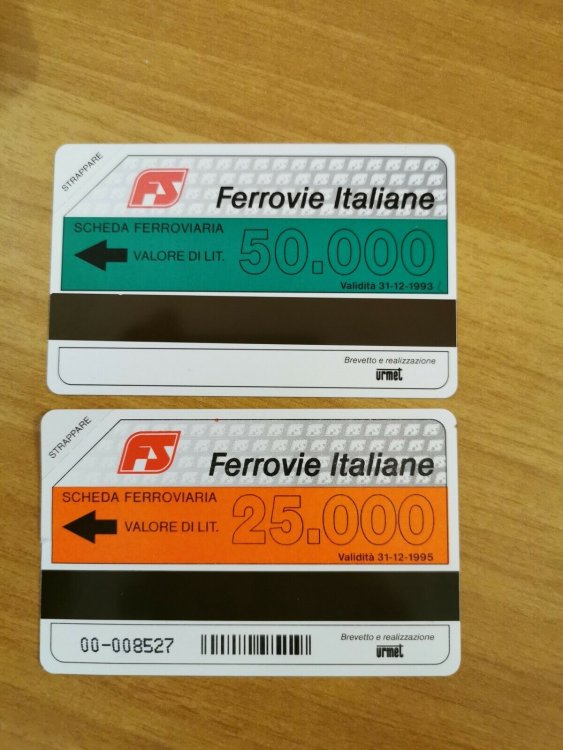 STRAPPARE
FS
Ferrovie Italiane
SCHEDA FERROVIARIA
VALORE DI LIT. 50.000
Validità 31-12-1993
Brevetto e realizzazione
urmet
STRAPPARE
FS
Ferrovie Italiane
SCHEDA FERROVIARIA
VALORE DI LIT. 25.000
Validità 31-12-1995
00-008527
Brevetto e realizzazione
urmet